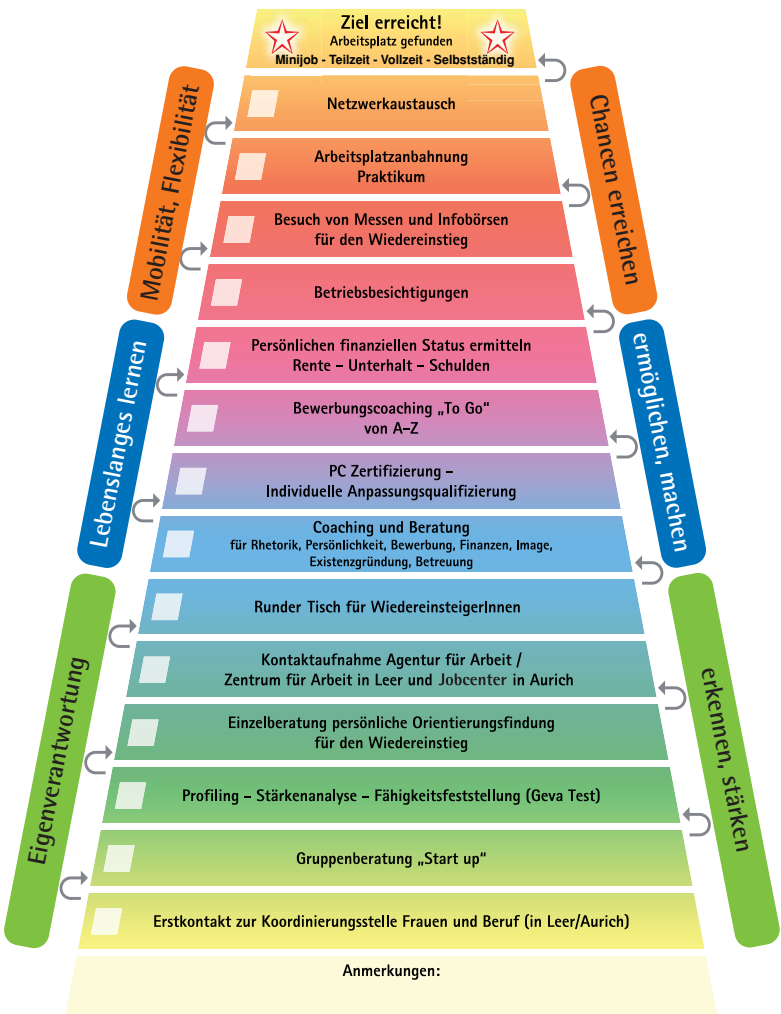 Ziel erreicht!
Arbeitsplatz gefunden
Minijob - Teilzeit - Vollzeit - Selbstständig
Netzwerkaustausch
Arbeitsplatzanbahnung
Praktikum
Besuch von Messen und Infobörsen
für den Wiedereinstieg
Betriebsbesichtigungen
Persönlichen finanziellen Status ermitteln
Rente – Unterhalt – Schulden
Bewerbungscoaching „To Go“
von A–Z
PC Zertifizierung –
Individuelle Anpassungsqualifizierung
Coaching und Beratung
für Rhetorik, Persönlichkeit, Bewerbung, Finanzen, Image,
Existenzgründung, Betreuung
Runder Tisch für WiedereinsteigerInnen
Kontaktaufnahme Agentur für Arbeit /
Zentrum für Arbeit in Leer und Jobcenter in Aurich
Einzelberatung persönliche Orientierungsfindung
für den Wiedereinstieg
Profiling – Stärkenanalyse – Fähigkeitsfeststellung (Geva Test)
Gruppenberatung „Start up“
Erstkontakt zur Koordinierungsstelle Frauen und Beruf (in Leer/Aurich)
Anmerkungen:
Mobilität, Flexibilität
Lebenslanges lernen
Eigenverantwortung
Chancen erreichen
ermöglichen, machen
erkennen, stärken